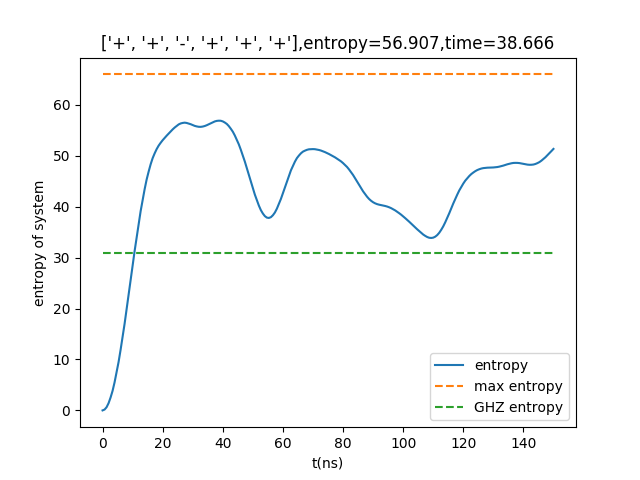 ['+', '+', '-', '+', '+', '+'],entropy=56.907,time=38.666
entropy of system
60
50
40
30
20
10
0
0 20 40 60 80 100 120 140
t(ns)
entropy
max entropy
GHZ entropy